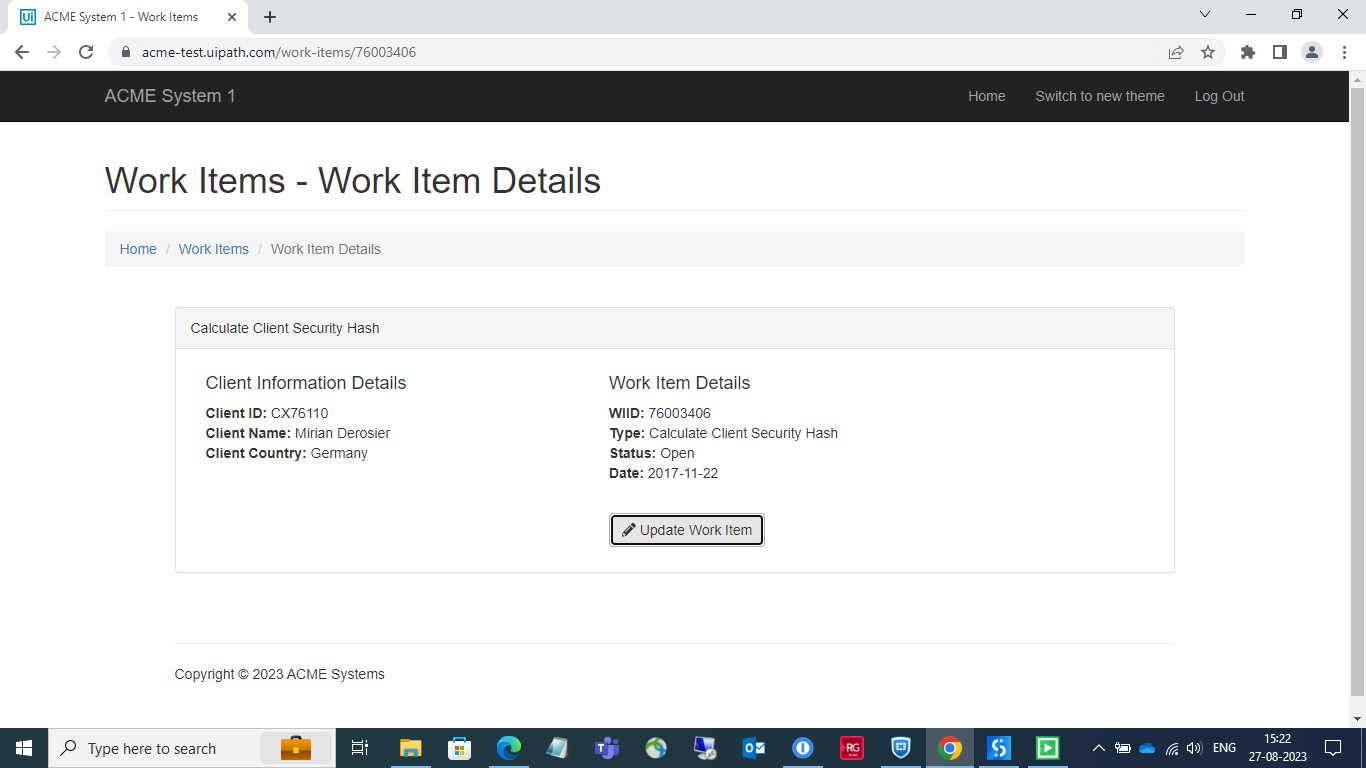 ACME System 1 - Work Items
acme-test.uipath.com/work-items/76003406
ACME System 1
Home
Switch to new theme
Log Out
Work Items - Work Item Details
Home / Work Items / Work Item Details
Calculate Client Security Hash
Client Information Details
Client ID: CX76110
Client Name: Mirian Derosier
Client Country: Germany
Work Item Details
WIID: 76003406
Type: Calculate Client Security Hash
Status: Open
Date: 2017-11-22
Update Work Item
Copyright © 2023 ACME Systems
Type here to search
RG
ENG
15:22
27-08-2023